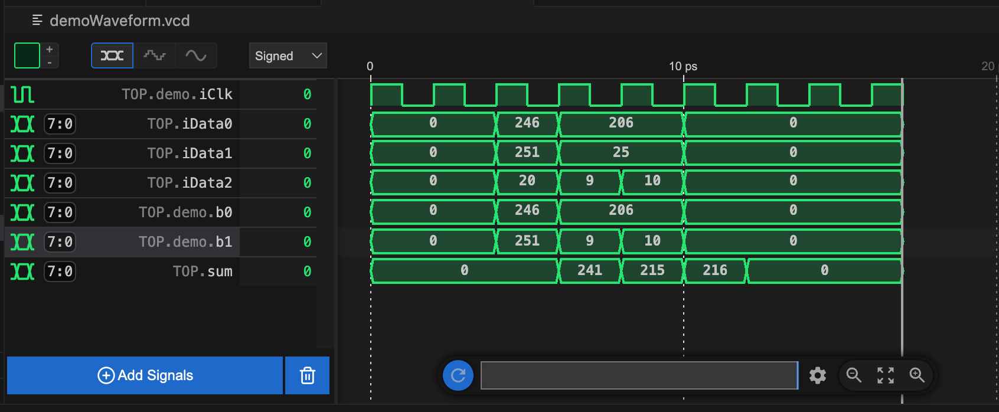 demoWaveform.vcd
+
-
Signed
0 10 ps 20
TOP.demo.iClk 0
7:0 TOP.iData0 0 0 246 206 0
7:0 TOP.iData1 0 0 251 25 0
7:0 TOP.iData2 0 0 20 9 10 0
7:0 TOP.demo.b0 0 0 246 206 0
7:0 TOP.demo.b1 0 0 251 9 10 0
7:0 TOP.sum 0 0 241 215 216 0
Add Signals